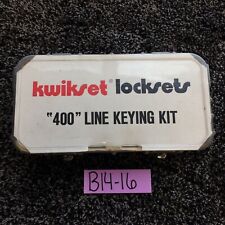 kwikset® locksets
"400" LINE KEYING KIT
B14-16